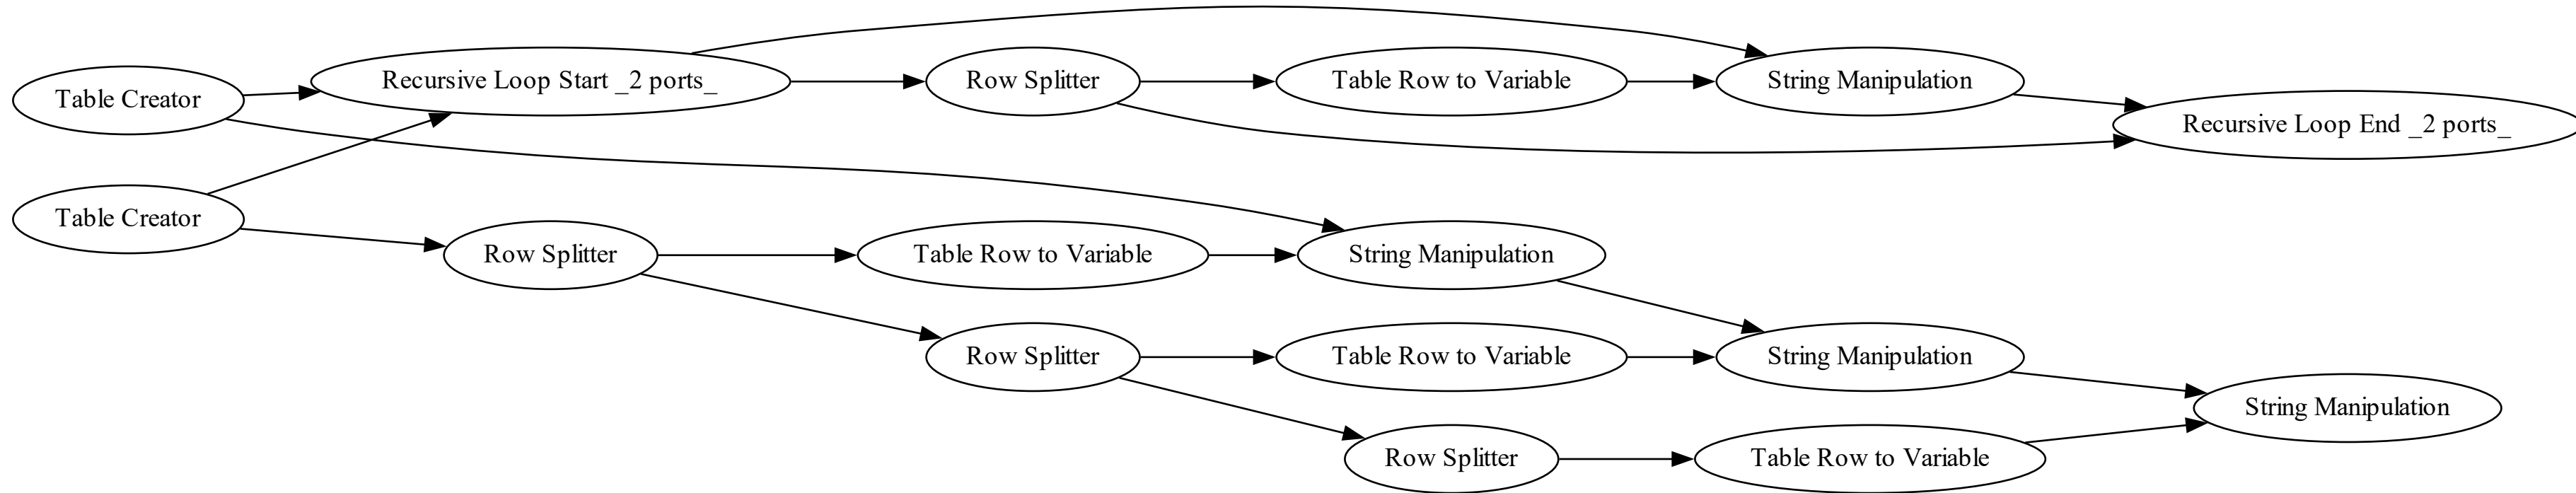 Table Creator
Recursive Loop Start _2 ports_
Row Splitter
Table Row to Variable
String Manipulation
Recursive Loop End _2 ports_
Table Creator
Row Splitter
Table Row to Variable
String Manipulation
Row Splitter
Table Row to Variable
String Manipulation
Row Splitter
Table Row to Variable
String Manipulation